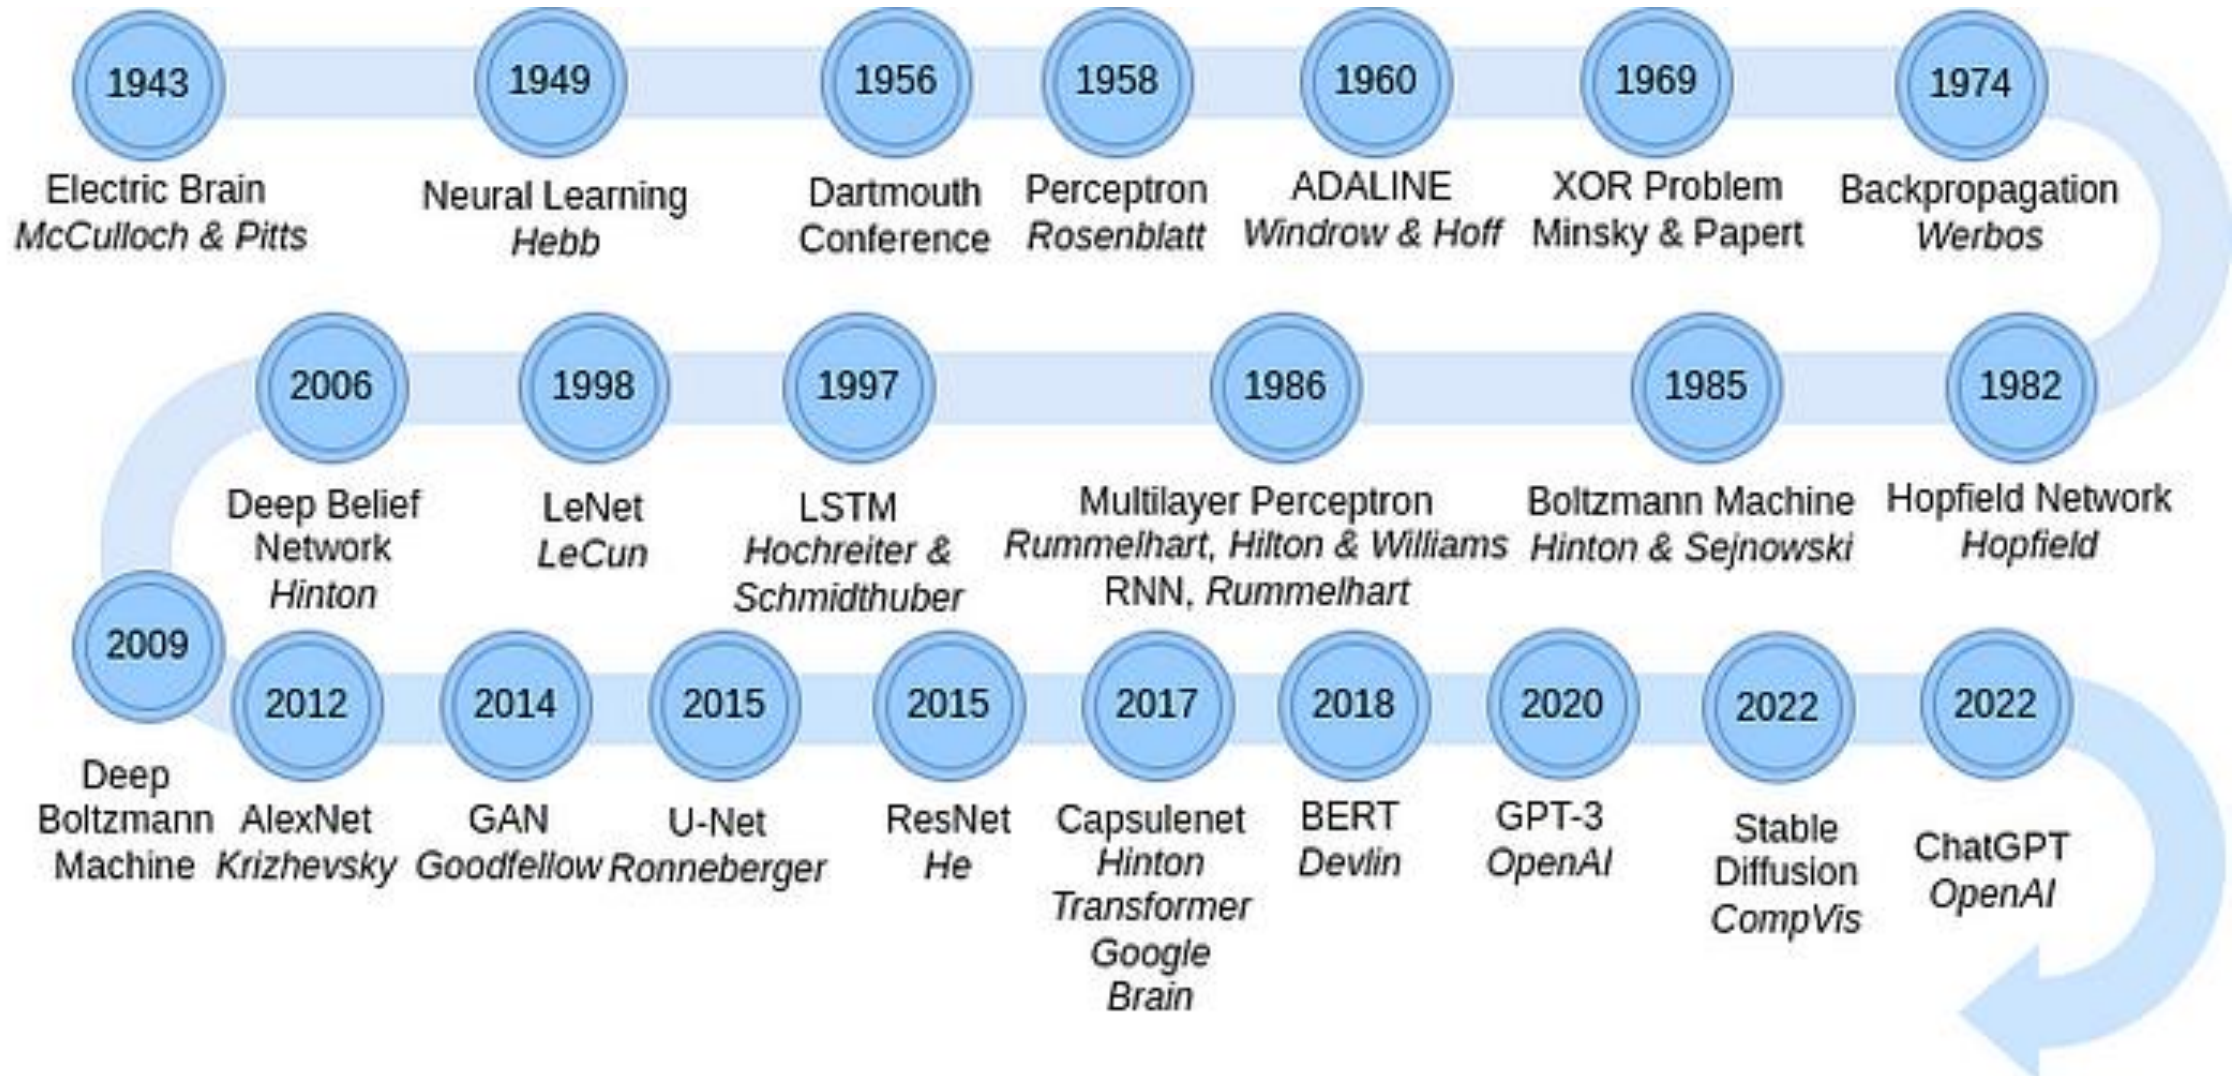 1943
Electric Brain
McCulloch & Pitts
1949
Neural Learning
Hebb
1956
Dartmouth
Conference
1958
Perceptron
Rosenblatt
1960
ADALINE
Windrow & Hoff
1969
XOR Problem
Minsky & Papert
1974
Backpropagation
Werbos
1982
Hopfield Network
Hopfield
1985
Boltzmann Machine
Hinton & Sejnowski
1986
Multilayer Perceptron
Rummelhart, Hilton & Williams
RNN, Rummelhart
1997
LSTM
Hochreiter &
Schmidthuber
1998
LeNet
LeCun
2006
Deep Belief
Network
Hinton
2009
Deep
Boltzmann
Machine
2012
AlexNet
Krizhevsky
2014
GAN
Goodfellow
2015
U-Net
Ronneberger
2015
ResNet
He
2017
Capsulenet
Hinton
Transformer
Google
Brain
2018
BERT
Devlin
2020
GPT-3
OpenAI
2022
Stable
Diffusion
CompVis
2022
ChatGPT
OpenAI